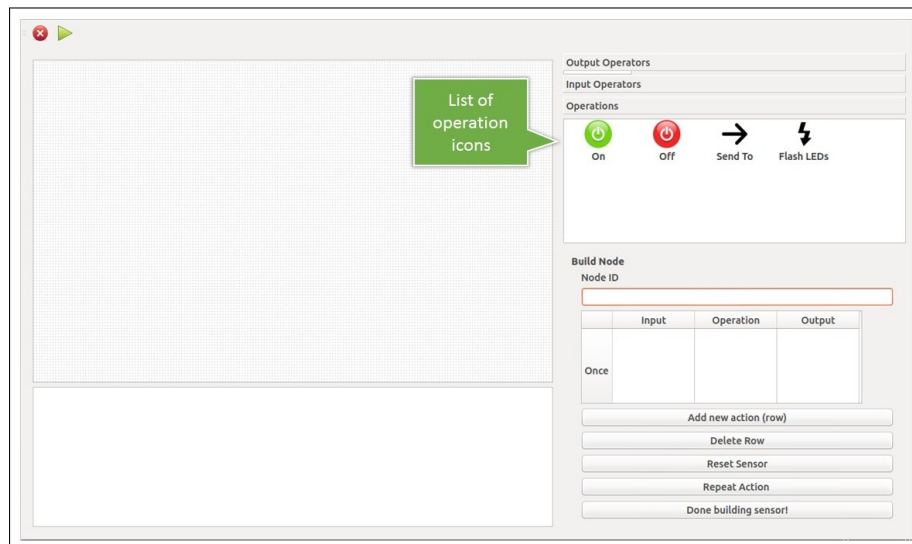 Output Operators
Input Operators
Operations
List of
operation
icons
On Off Send To Flash LEDs
Build Node
Node ID
Input Operation Output
Once
Add new action (row)
Delete Row
Reset Sensor
Repeat Action
Done building sensor!